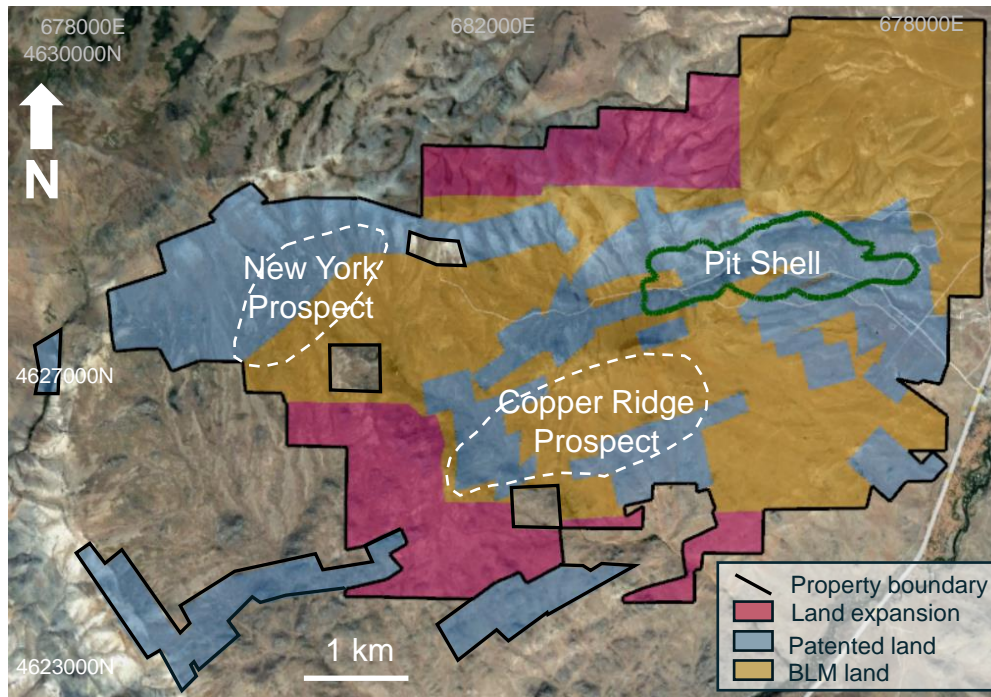 678000E
682000E
678000E
4630000N
N
New York
Prospect
Pit Shell
4627000N
Copper Ridge
Prospect
Property boundary
Land expansion
Patented land
BLM land
1 km
4623000N